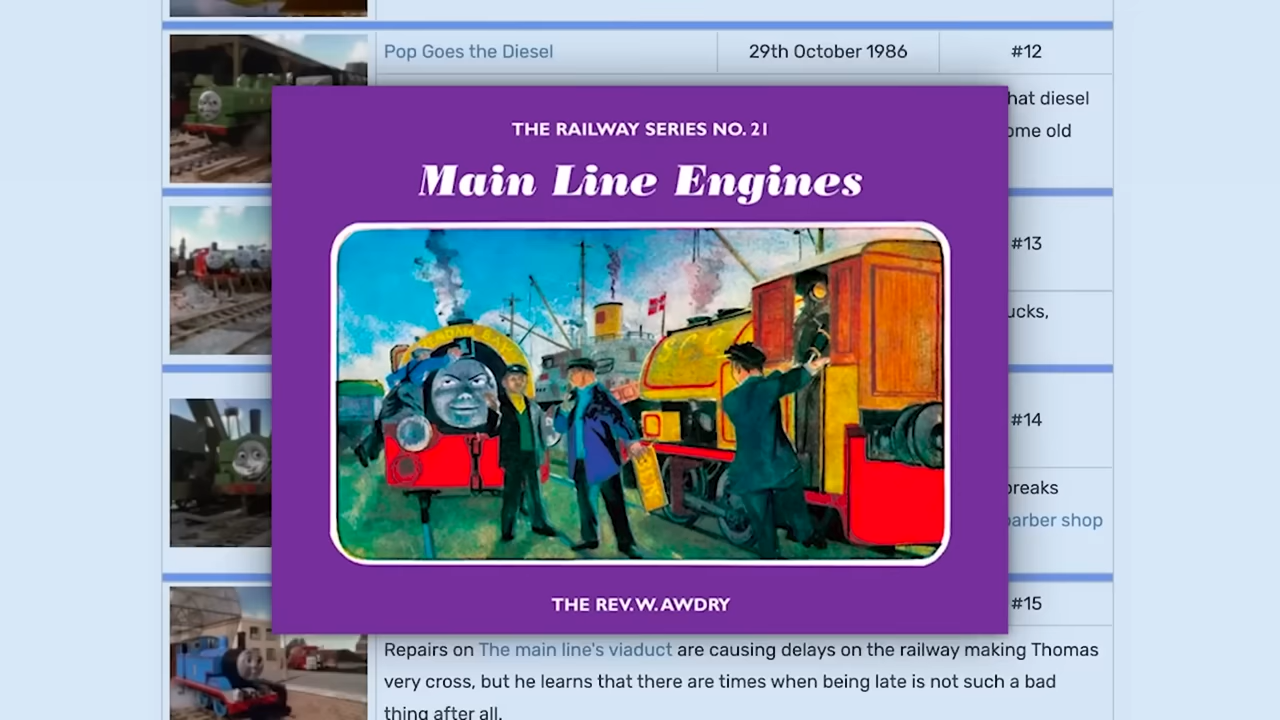 Pop Goes the Diesel
29th October 1986
#12
hat diesel
ome old
THE RAILWAY SERIES NO. 21
Main Line Engines
#13
ucks,
#14
breaks
barber shop
THE REV. W. AWDRY
#15
Repairs on The main line's viaduct are causing delays on the railway making Thomas
very cross, but he learns that there are times when being late is not such a bad
thing after all.